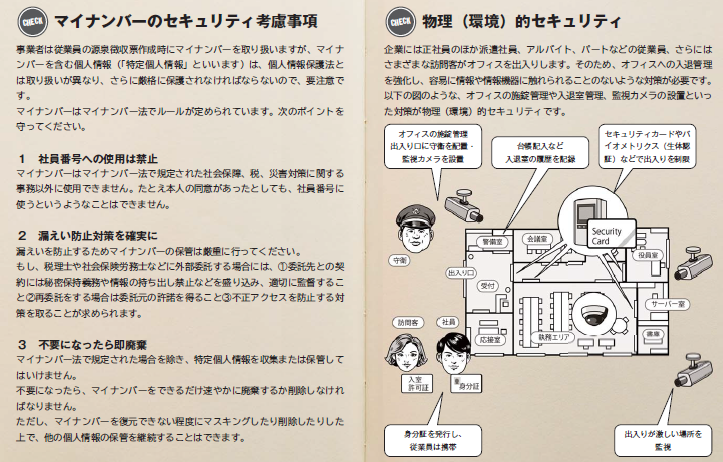 CHECK マイナンバーのセキュリティ考慮事項
事業者は従業員の源泉徴収票作成時にマイナンバーを取り扱いますが、マイナ
ンバーを含む個人情報（「特定個人情報」といいます）は、個人情報保護法と
は取り扱いが異なり、さらに厳格に保護されなければならないので、要注意で
す。
マイナンバーはマイナンバー法でルールが定められています。次のポイントを
守ってください。
1 社員番号への使用は禁止
マイナンバーはマイナンバー法で規定された社会保障、税、災害対策に関する
事務以外に使用できません。たとえ本人の同意があったとしても、社員番号に
使うというようなことはできません。
2 漏えい防止対策を確実に
漏えいを防止するためマイナンバーの保管は厳重に行ってください。
もし、税理士や社会保険労務士などに外部委託する場合には、①委託先との契
約には秘密保持義務や情報の持ち出し禁止などを盛り込み、適切に監督するこ
と②再委託をする場合は委託元の許諾を得ること③不正アクセスを防止する対
策を取ることが求められます。
3 不要になったら即廃棄
マイナンバー法で規定された場合を除き、特定個人情報を収集または保管して
はいけません。
不要になったら、マイナンバーをできるだけ速やかに廃棄するか削除しなけれ
ばなりません。
ただし、マイナンバーを復元できない程度にマスキングしたり削除したりした
上で、他の個人情報の保管を継続することはできます。
CHECK 物理（環境）的セキュリティ
企業には正社員のほか派遣社員、アルバイト、パートなどの従業員、さらには
さまざまな訪問客がオフィスを出入りします。そのため、オフィスへの入退管理
を強化し、容易に情報や情報機器に触れられることのないような対策が必要です。
以下の図のような、オフィスの施錠管理や入退室管理、監視カメラの設置といっ
た対策が物理（環境）的セキュリティです。
オフィスの施錠管理
出入り口に守衛を配置・
監視カメラを設置
台帳記入など
入退室の履歴を記録
セキュリティカードやバ
イオメトリクス（生体認
証）などで出入りを制限
Security
Card
守衛
警備室
会議室
役員室
出入り口
受付
サーバー室
応接室
執務エリア
書庫
訪問客
社員
入室
許可証
身分証
身分証を発行し、
従業員は携帯
出入りが激しい場所を
監視